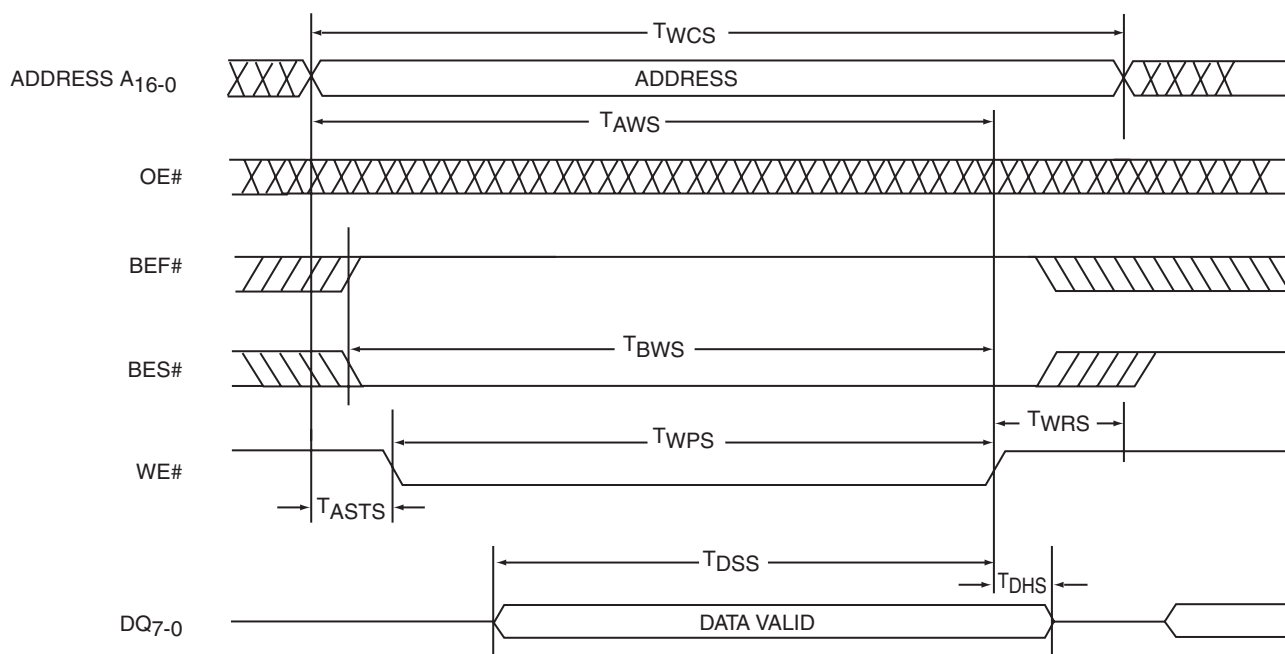 TWCS
ADDRESS A16-0
ADDRESS
TAWS
OE#
BEF#
BES#
TBWS
TWPS
TWRS
WE#
TASTS
TDSS
TDHS
DQ7-0
DATA VALID